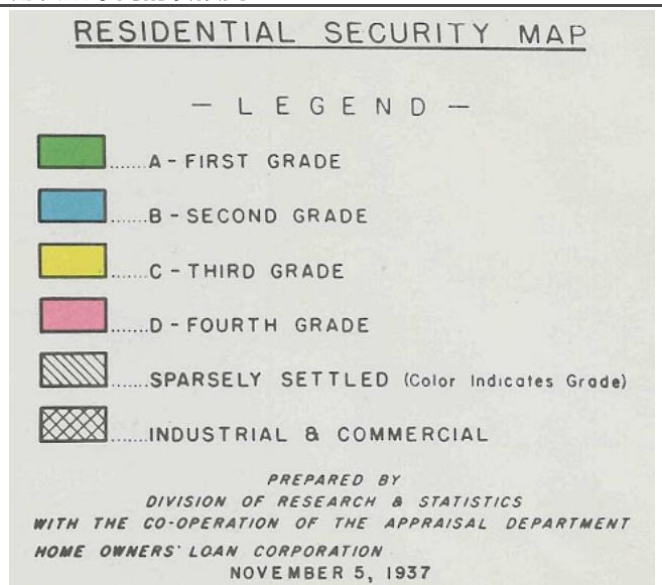 RESIDENTIAL SECURITY MAP
— L E G E N D —
......A - FIRST GRADE
......B - SECOND GRADE
......C - THIRD GRADE
......D - FOURTH GRADE
......SPARSELY SETTLED (Color Indicates Grade)
......INDUSTRIAL & COMMERCIAL
PREPARED BY
DIVISION OF RESEARCH & STATISTICS
WITH THE CO-OPERATION OF THE APPRAISAL DEPARTMENT
HOME OWNERS' LOAN CORPORATION
NOVEMBER 5, 1937